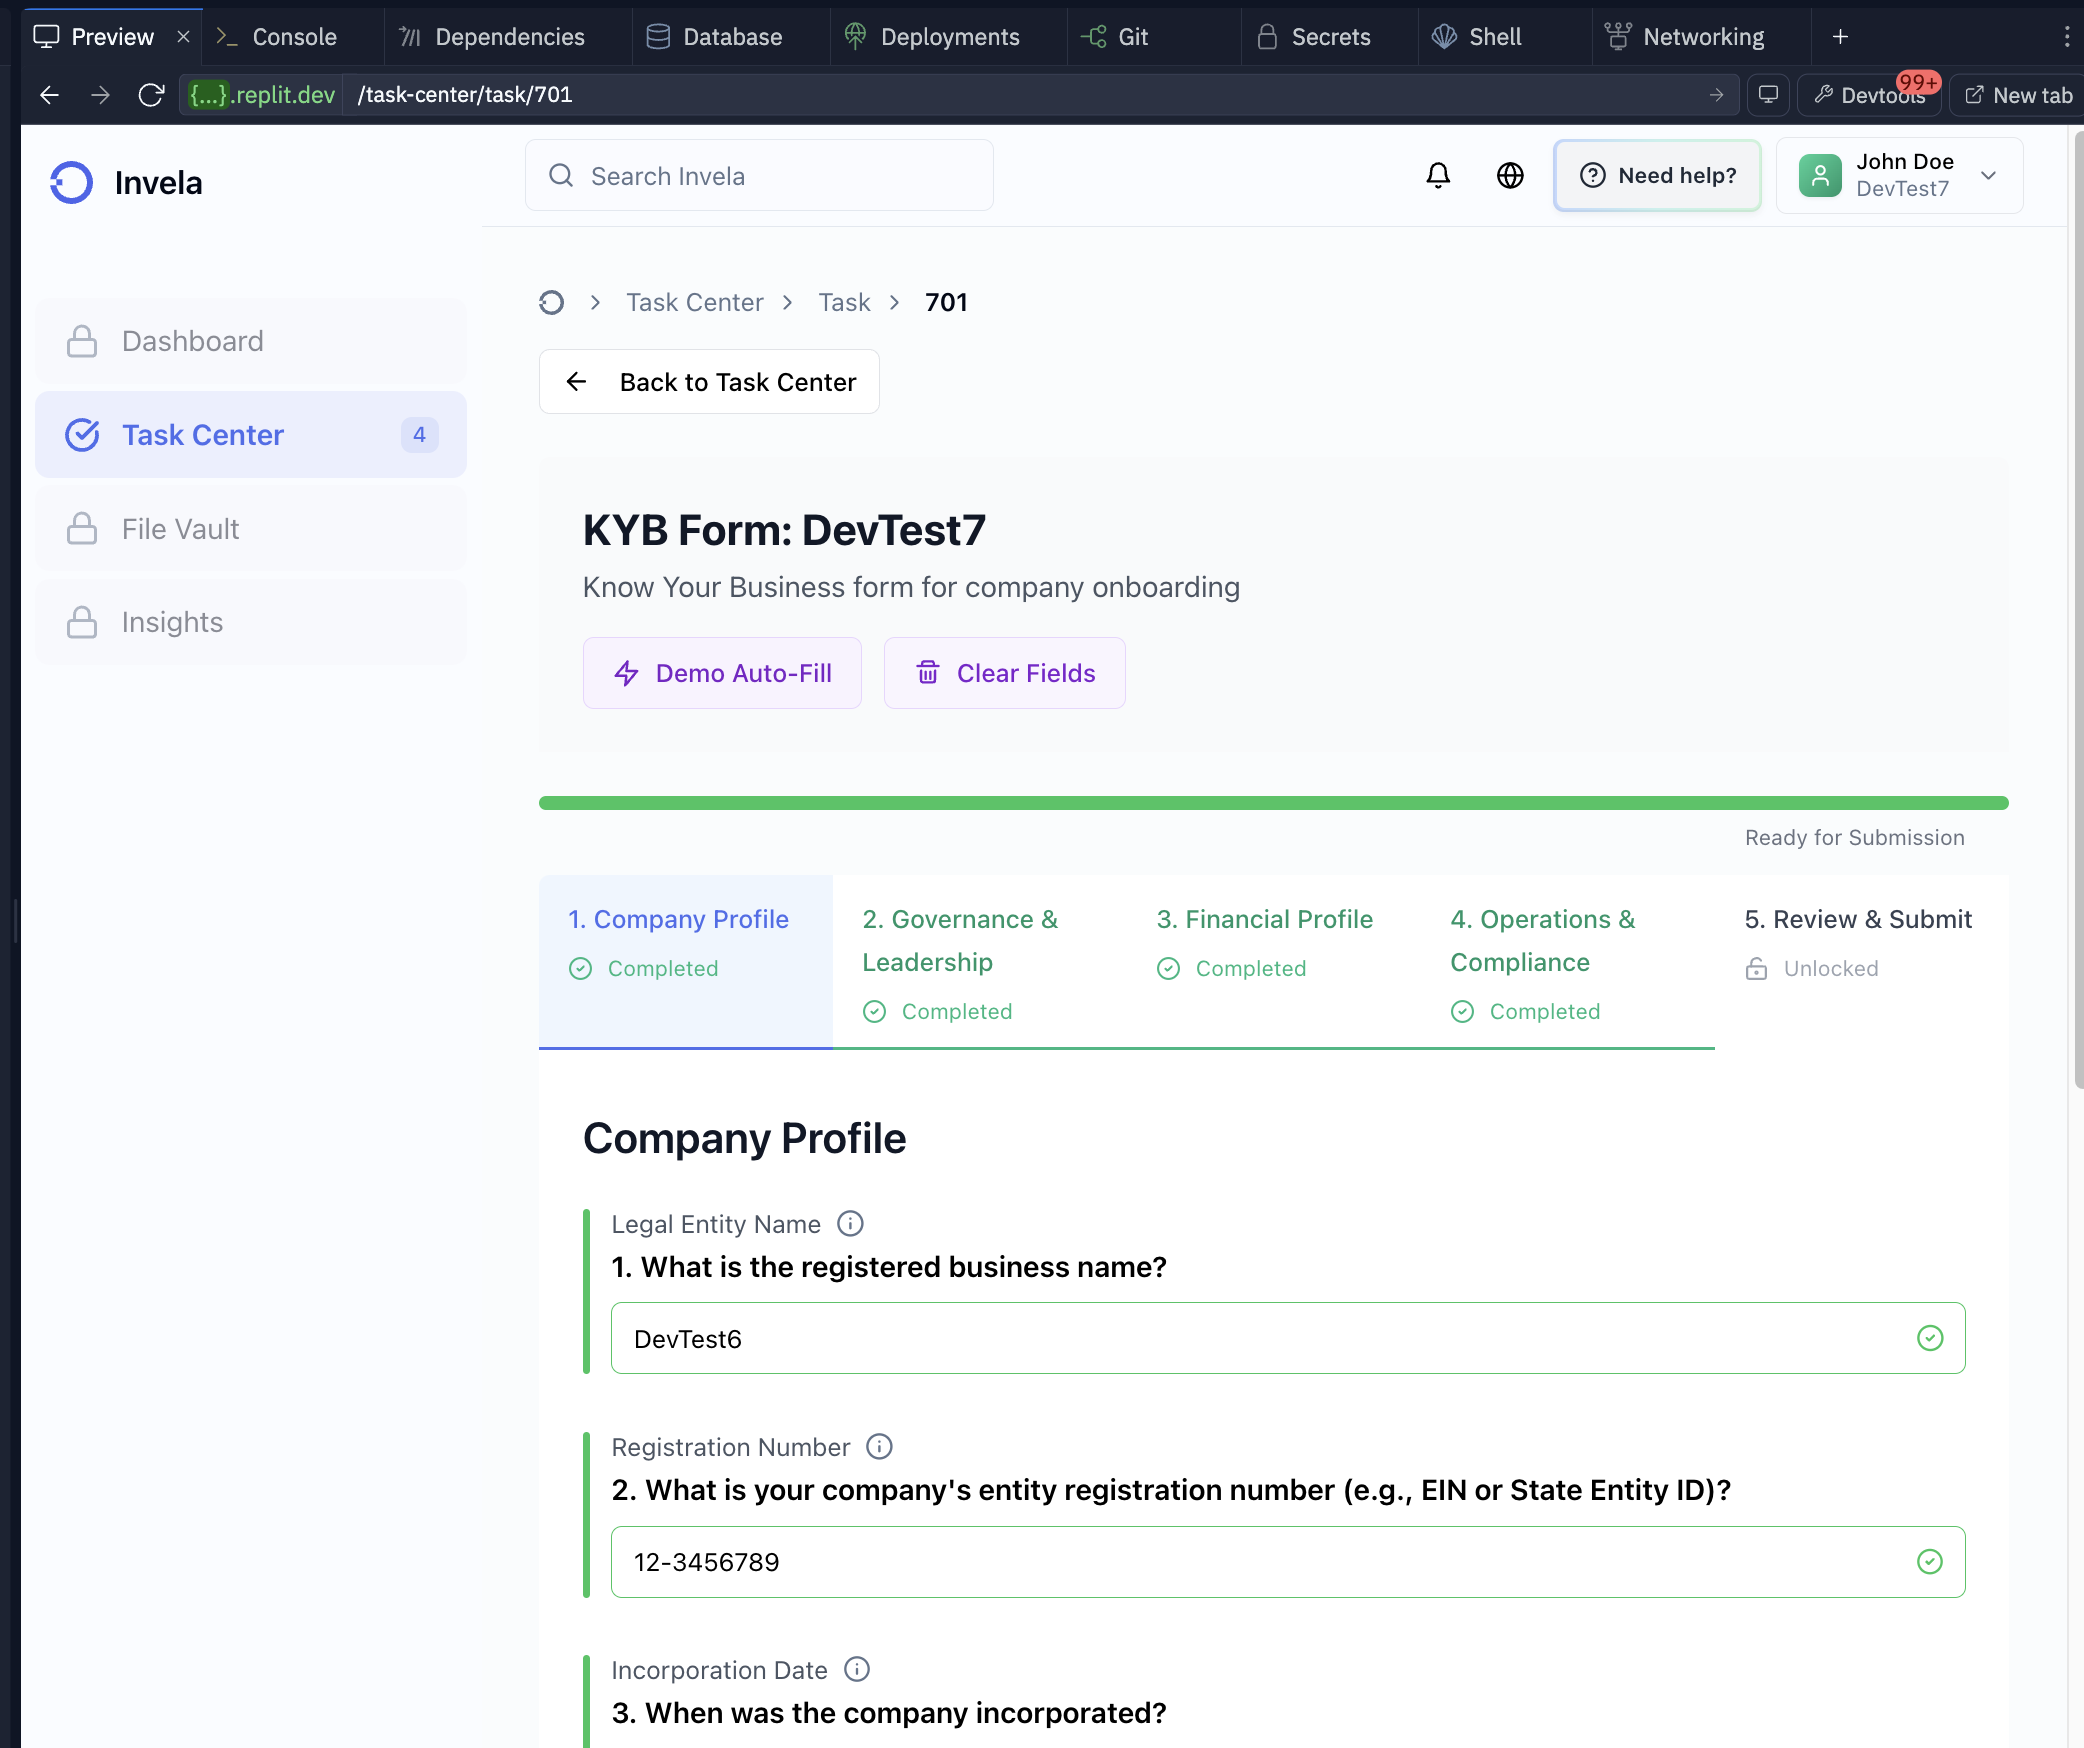 Preview
Console
Dependencies
Database
Deployments
Git
Secrets
Shell
Networking
{...}.replit.dev /task-center/task/701
Devtools
99+
New tab
Invela
Search Invela
Need help?
John Doe
DevTest7
Dashboard
Task Center 4
File Vault
Insights
Task Center > Task > 701
Back to Task Center
KYB Form: DevTest7
Know Your Business form for company onboarding
Demo Auto-Fill
Clear Fields
Ready for Submission
1. Company Profile
Completed
2. Governance &
Leadership
Completed
3. Financial Profile
Completed
4. Operations &
Compliance
Completed
5. Review & Submit
Unlocked
Company Profile
Legal Entity Name
1. What is the registered business name?
DevTest6
Registration Number
2. What is your company's entity registration number (e.g., EIN or State Entity ID)?
12-3456789
Incorporation Date
3. When was the company incorporated?